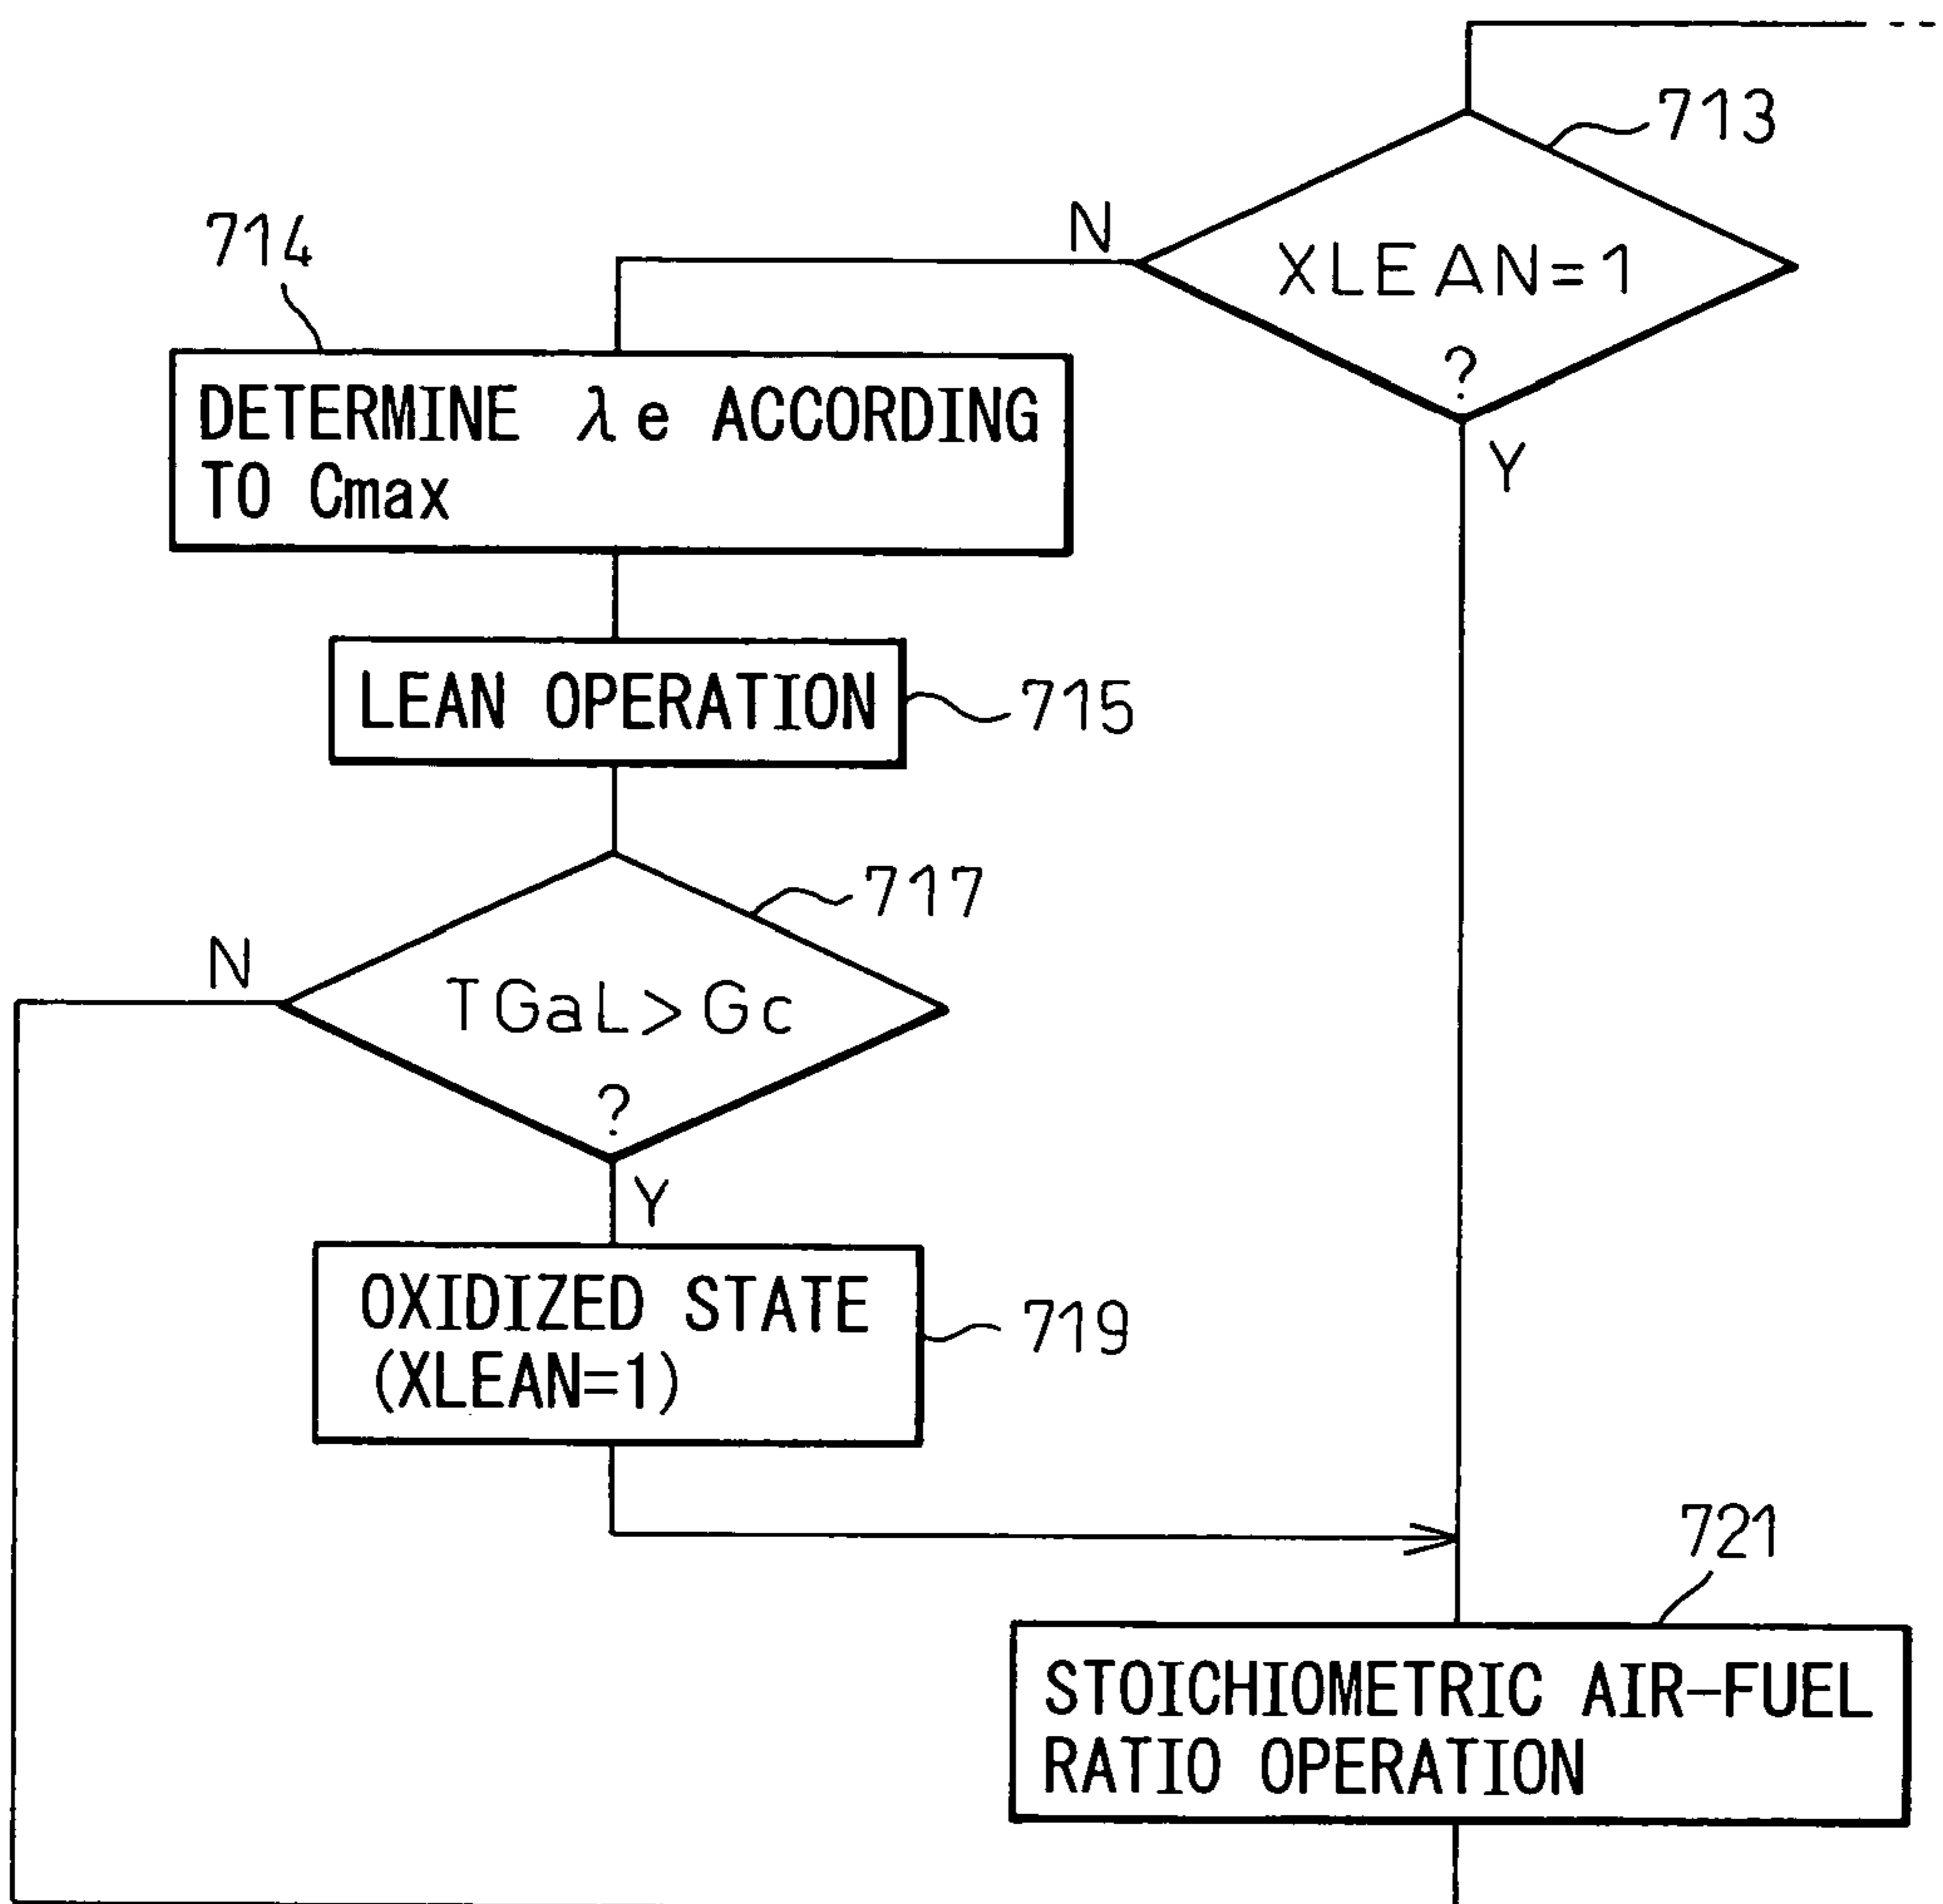 713
XLEAN=1
?
N
Y
714
DETERMINE λe ACCORDING
TO Cmax
LEAN OPERATION
715
717
TGaL>Gc
?
N
Y
OXIDIZED STATE
(XLEAN=1)
719
721
STOICHIOMETRIC AIR-FUEL
RATIO OPERATION